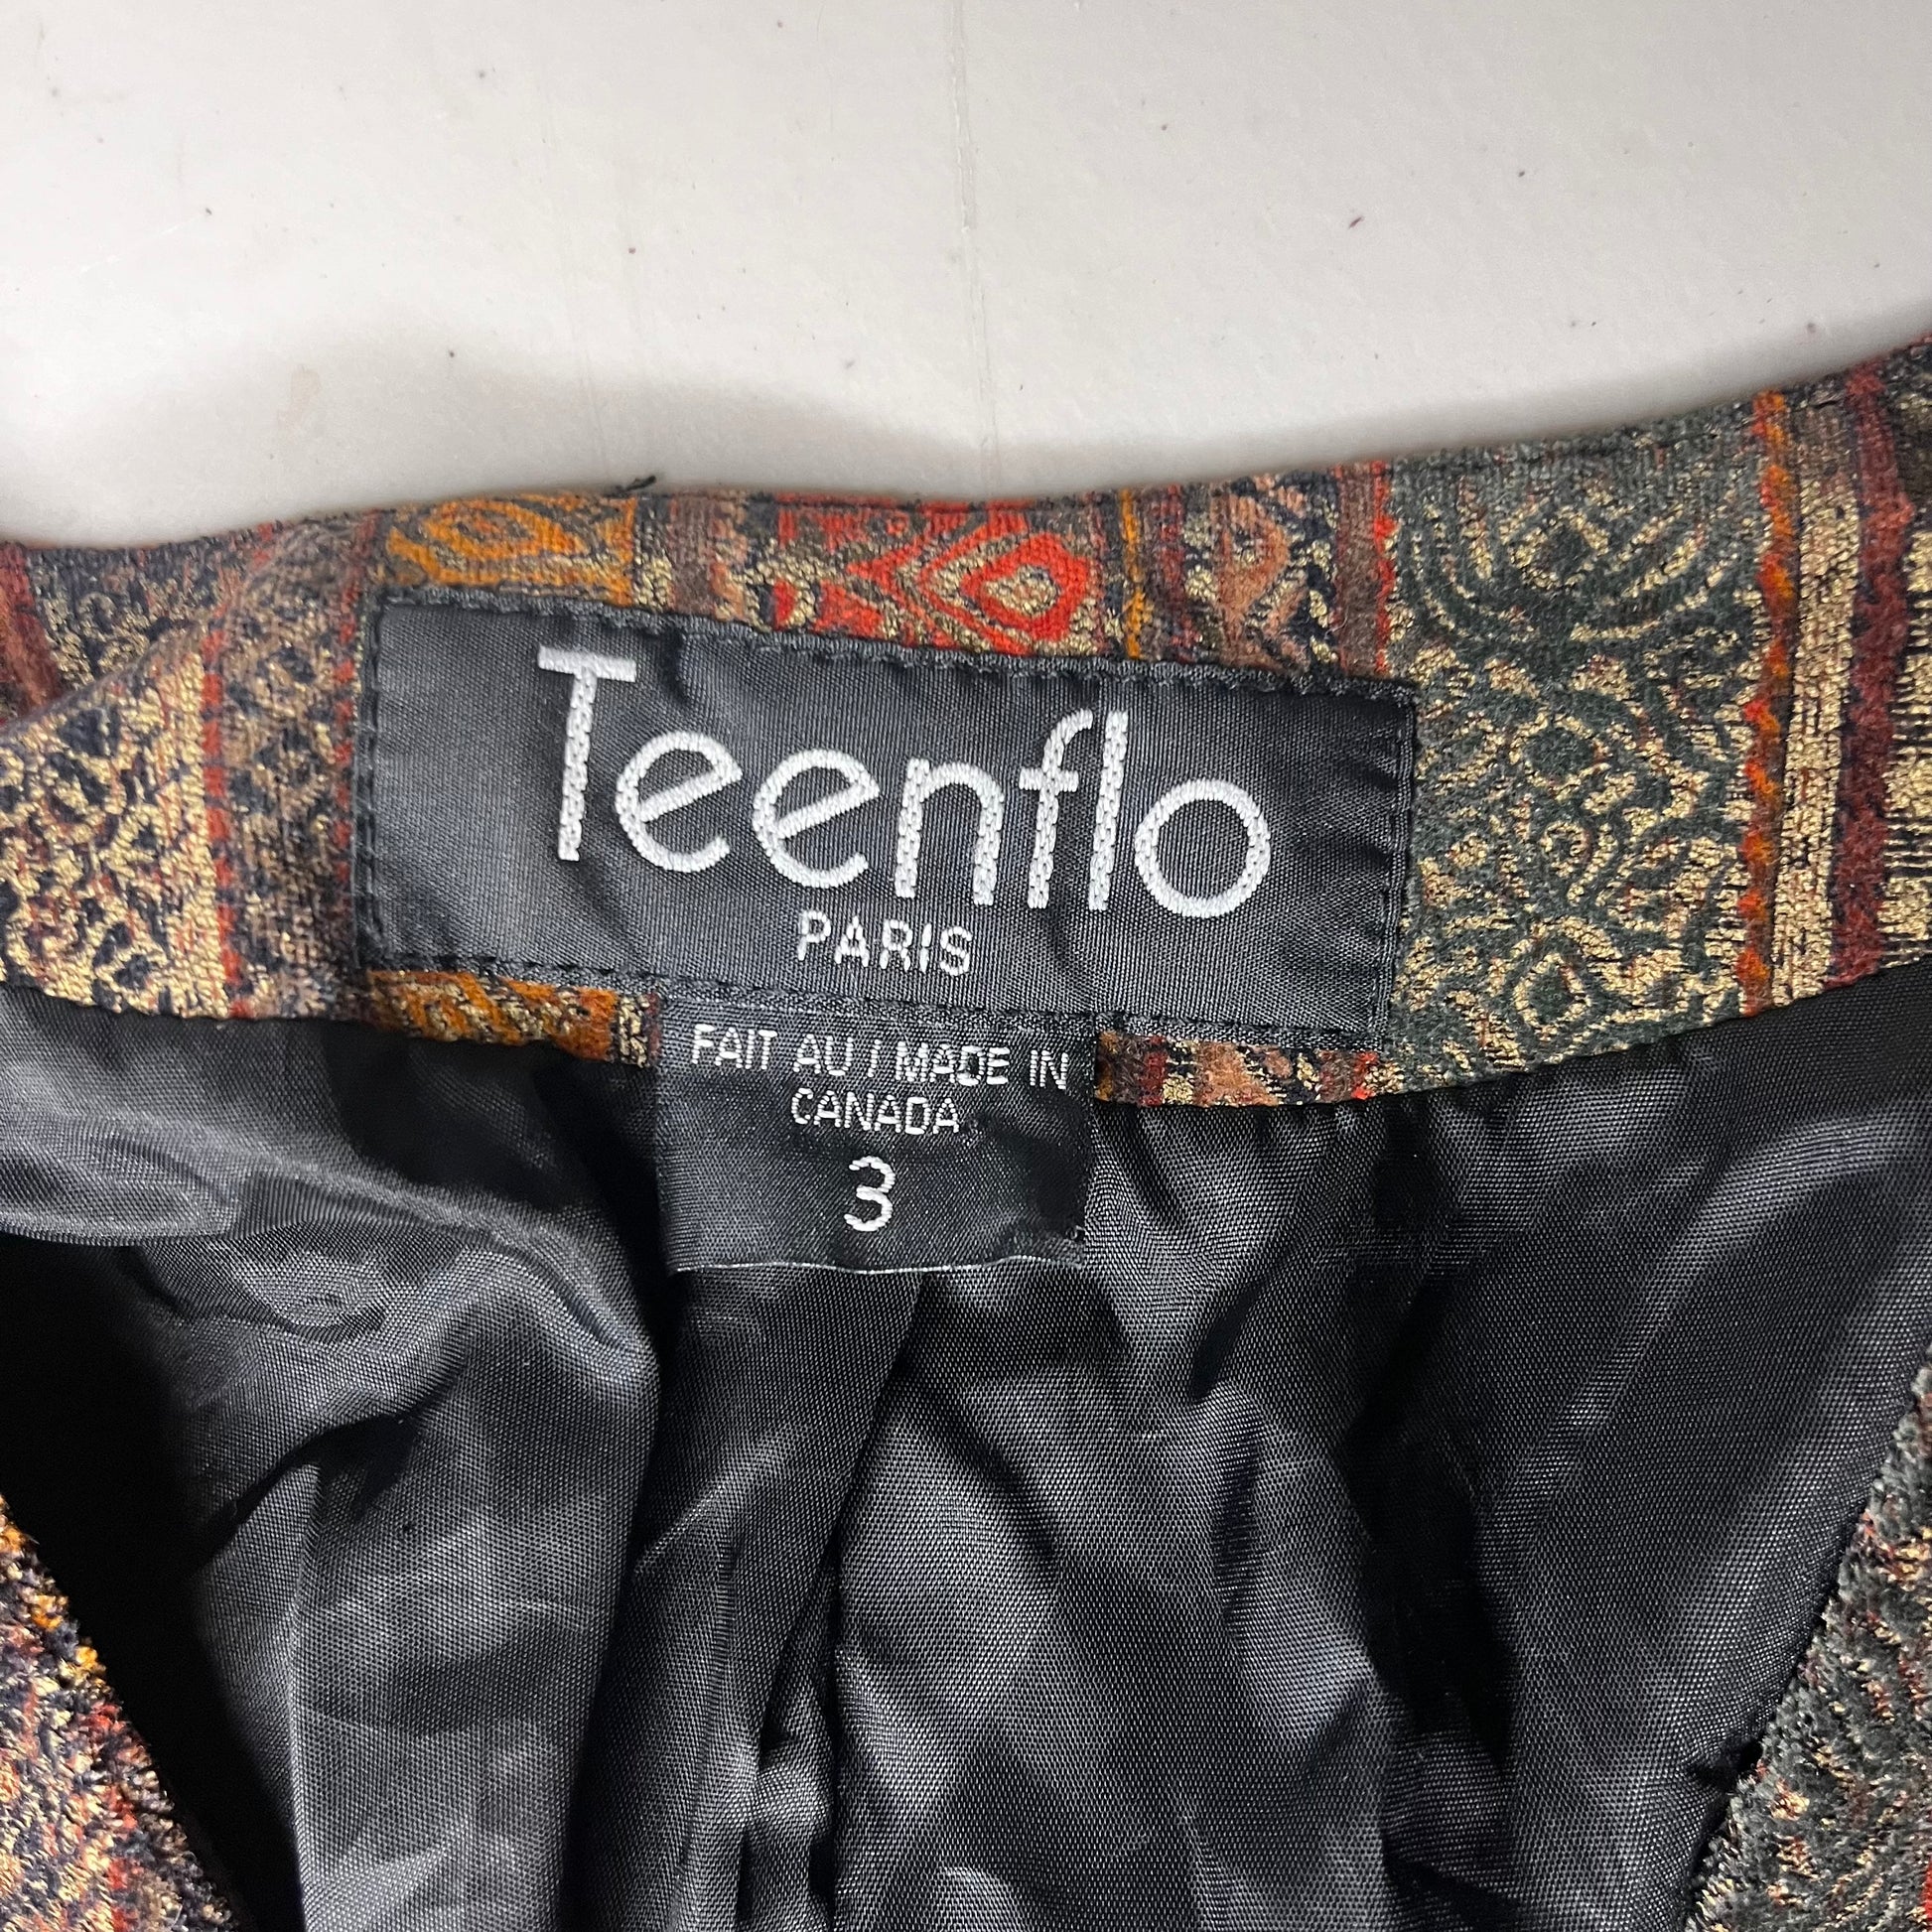 Teenflo
PARIS
FAIT AU / MADE IN
CANADA
3